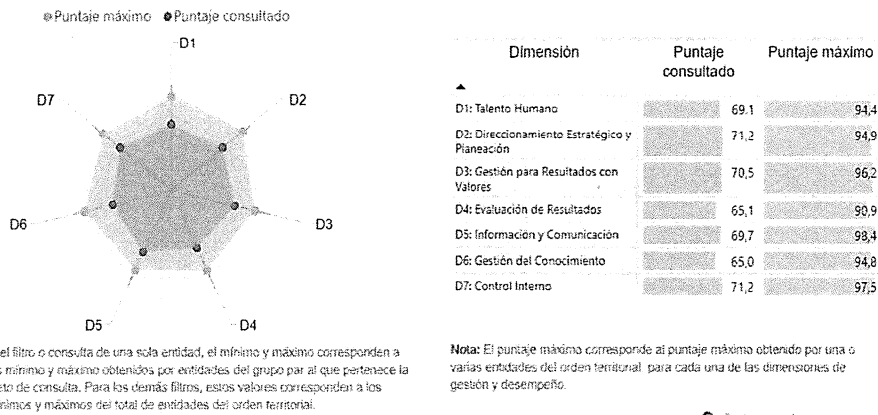 Puntaje máximo Puntaje consultado
D1
D2
D3
D4
D5
D6
D7
Dimensión Puntaje consultado Puntaje máximo
D1: Talento Humano 69,1 94,4
D2: Direccionamiento Estratégico y Planeación 71,2 94,9
D3: Gestión para Resultados con Valores 70,5 96,2
D4: Evaluación de Resultados 65,1 90,9
D5: Información y Comunicación 69,7 98,4
D6: Gestión del Conocimiento 65,0 94,8
D7: Control Interno 71,2 97,5
el filtro o consulta de una sola entidad, el mínimo y máximo corresponden a
mínimo y máximo obtenidos por entidades del grupo par al que pertenece la
de consulta. Para los demás filtros, estos valores corresponden a los
máximos del total de entidades del orden territorial.
Nota: El puntaje máximo corresponde al puntaje máximo obtenido por una o
varias entidades del orden territorial para cada una de las dimensiones de
gestión y desempeño.